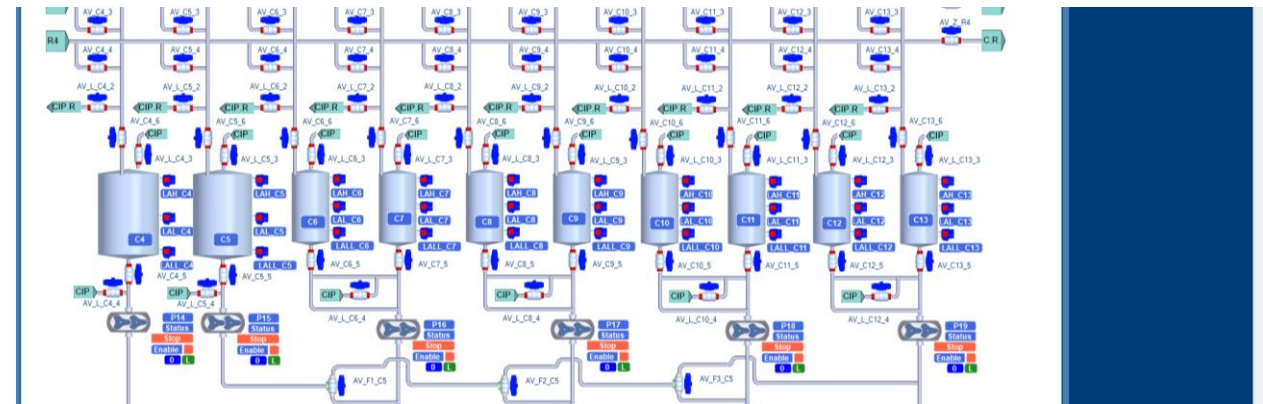 AV_C4_3 AV_C5_3 AV_C6_3 AV_C7_3 AV_C8_3 AV_C9_3 AV_C10_3 AV_C11_3 AV_C12_3 AV_C13_3
AV_Z_R4
R4 C.R
AV_C4_4 AV_C5_4 AV_C6_4 AV_C7_4 AV_C8_4 AV_C9_4 AV_C10_4 AV_C11_4 AV_C12_4 AV_C13_4
AV_L_C4_2 AV_L_C5_2 AV_L_C6_2 AV_L_C7_2 AV_L_C8_2 AV_L_C9_2 AV_L_C10_2 AV_L_C11_2 AV_L_C12_2 AV_L_C13_2
CIP.R CIP.R CIP.R CIP.R CIP.R CIP.R CIP.R CIP.R CIP.R CIP.R
AV_C4_6 AV_C5_6 AV_C6_6 AV_C7_6 AV_C8_6 AV_C9_6 AV_C10_6 AV_C11_6 AV_C12_6 AV_C13_6
CIP CIP CIP CIP CIP CIP CIP CIP CIP CIP
AV_L_C4_3 AV_L_C5_3 AV_L_C6_3 AV_L_C7_3 AV_L_C8_3 AV_L_C9_3 AV_L_C10_3 AV_L_C11_3 AV_L_C12_3 AV_L_C13_3
LAH_C4 LAH_C5 LAH_C6 LAH_C7 LAH_C8 LAH_C9 LAH_C10 LAH_C11 LAH_C12 LAH_C13
C4 C5 C6 C7 C8 C9 C10 C11 C12 C13
LAL_C4 LAL_C5 LAL_C6 LAL_C7 LAL_C8 LAL_C9 LAL_C10 LAL_C11 LAL_C12 LAL_C13
LALL_C4 LALL_C5 LALL_C6 LALL_C7 LALL_C8 LALL_C9 LALL_C10 LALL_C11 LALL_C12 LALL_C13
AV_C4_5 AV_C5_5 AV_C6_5 AV_C7_5 AV_C8_5 AV_C9_5 AV_C10_5 AV_C11_5 AV_C12_5 AV_C13_5
CIP CIP CIP CIP CIP CIP
AV_L_C4_4 AV_L_C5_4 AV_L_C6_4 AV_L_C8_4 AV_L_C10_4 AV_L_C12_4
P14 P15 P16 P17 P18 P19
Status Status Status Status Status Status
Stop Stop Stop Stop Stop Stop
Enable Enable Enable Enable Enable Enable
0 L 0 L 0 L 0 L 0 L 0 L
AV_F1_C5 AV_F2_C5 AV_F3_C5